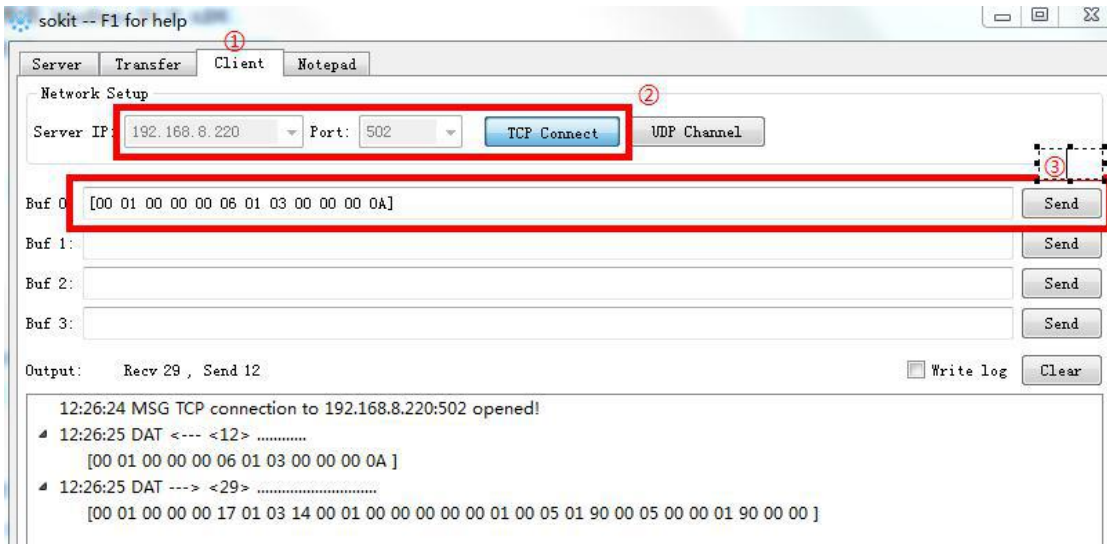 sokit -- F1 for help
①
Server Transfer Client Notepad
Network Setup
②
Server IP: 192.168.8.220 Port: 502 TCP Connect UDP Channel
③
Buf 0 [00 01 00 00 00 06 01 03 00 00 00 0A] Send
Buf 1: Send
Buf 2: Send
Buf 3: Send
Output: Recv 29 , Send 12 Write log Clear
12:26:24 MSG TCP connection to 192.168.8.220:502 opened!
12:26:25 DAT <--- <12> ............
[00 01 00 00 00 06 01 03 00 00 00 0A ]
12:26:25 DAT ---> <29> .............................
[00 01 00 00 00 17 01 03 14 00 01 00 00 00 00 00 01 00 05 01 90 00 05 00 00 01 90 00 00 ]